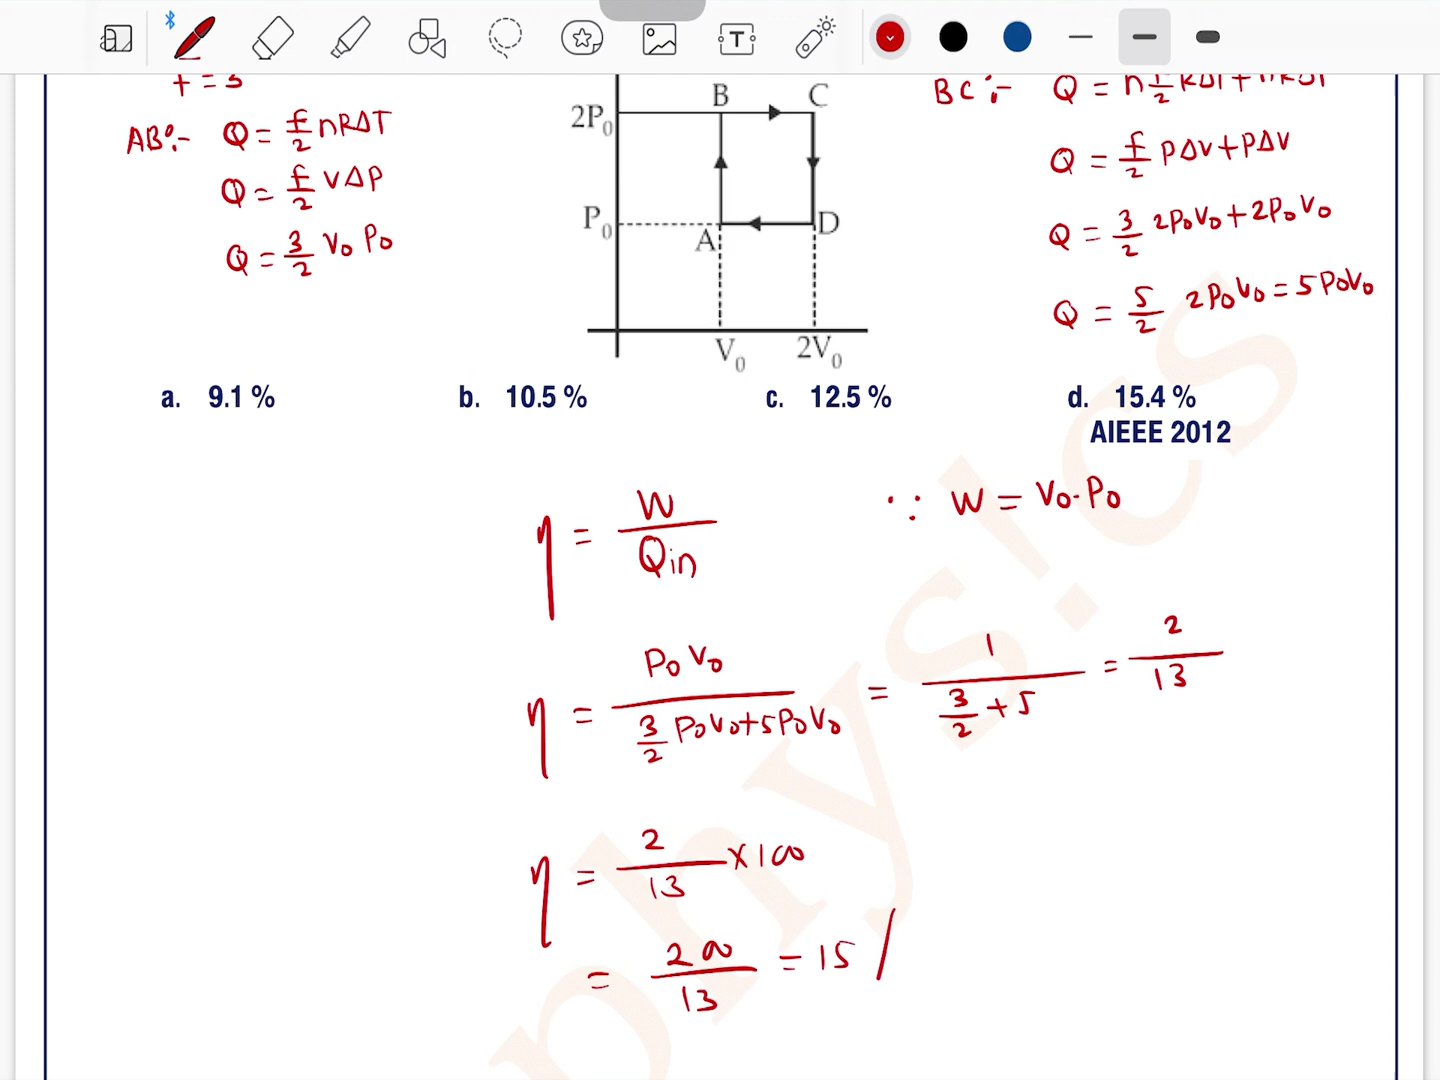 f = 3
AB :- Q = f/2 nRΔT
Q = f/2 VΔP
Q = 3/2 V₀ P₀
B C
2P₀
P₀
A D
V₀ 2V₀
BC :- Q = n f/2 RΔT + nRΔT
Q = f/2 PΔV + PΔV
Q = 3/2 2P₀V₀ + 2P₀V₀
Q = 5/2 2P₀V₀ = 5P₀V₀
a. 9.1 % b. 10.5 % c. 12.5 % d. 15.4 %
AIEEE 2012
η = W/Qin ∵ W = V₀·P₀
η = P₀V₀ / (3/2 P₀V₀ + 5P₀V₀) = 1 / (3/2 + 5) = 2/13
η = 2/13 × 100
= 200/13 = 15 /
phys!cs
T